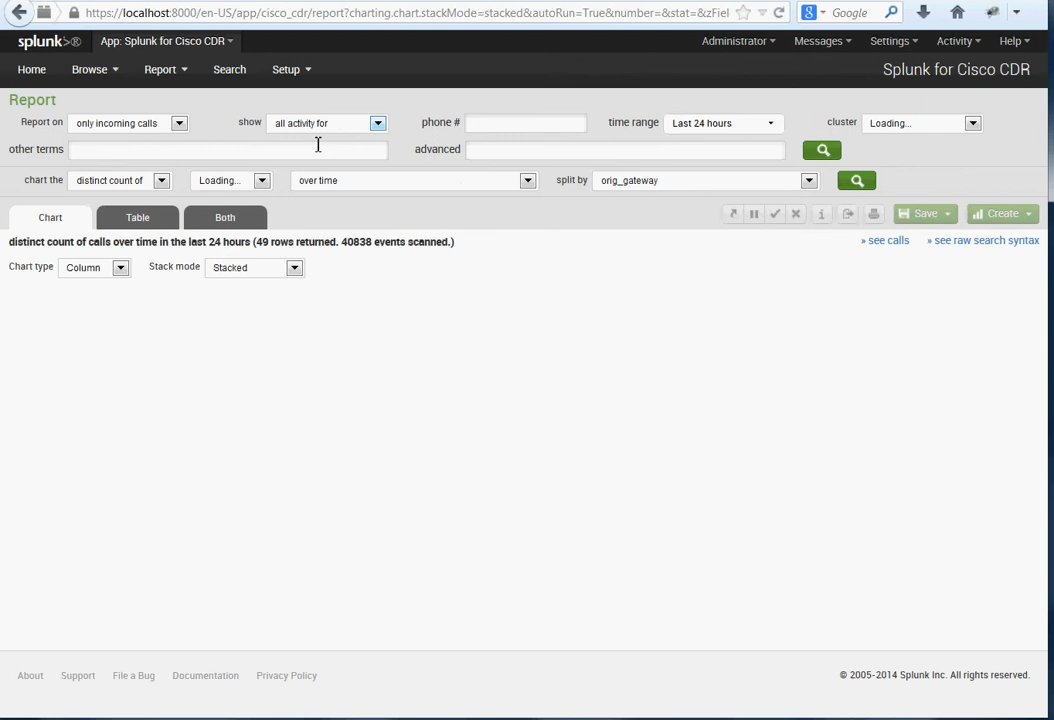 https://localhost:8000/en-US/app/cisco_cdr/report?charting.chart.stackMode=stacked&autoRun=True&number=&stat=&zFiel
Google
splunk>® App: Splunk for Cisco CDR Administrator Messages Settings Activity Help
Home Browse Report Search Setup Splunk for Cisco CDR
Report
Report on only incoming calls show all activity for phone # time range Last 24 hours cluster Loading...
other terms advanced
chart the distinct count of Loading... over time split by orig_gateway
Chart Table Both Save Create
distinct count of calls over time in the last 24 hours (49 rows returned. 40838 events scanned.) » see calls » see raw search syntax
Chart type Column Stack mode Stacked
About Support File a Bug Documentation Privacy Policy © 2005-2014 Splunk Inc. All rights reserved.